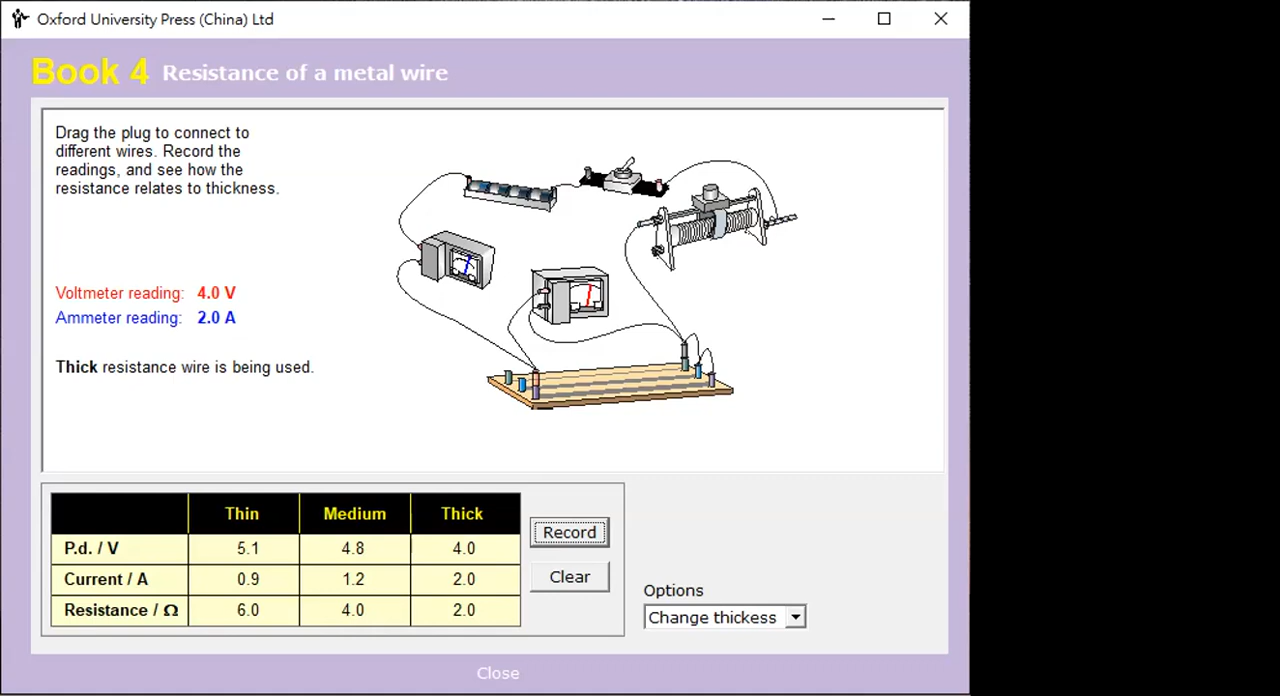 Oxford University Press (China) Ltd
Book 4 Resistance of a metal wire
Drag the plug to connect to
different wires. Record the
readings, and see how the
resistance relates to thickness.
Voltmeter reading: 4.0 V
Ammeter reading: 2.0 A
Thick resistance wire is being used.
Thin Medium Thick
P.d. / V 5.1 4.8 4.0
Current / A 0.9 1.2 2.0
Resistance / Ω 6.0 4.0 2.0
Record
Clear
Options
Change thickess
Close